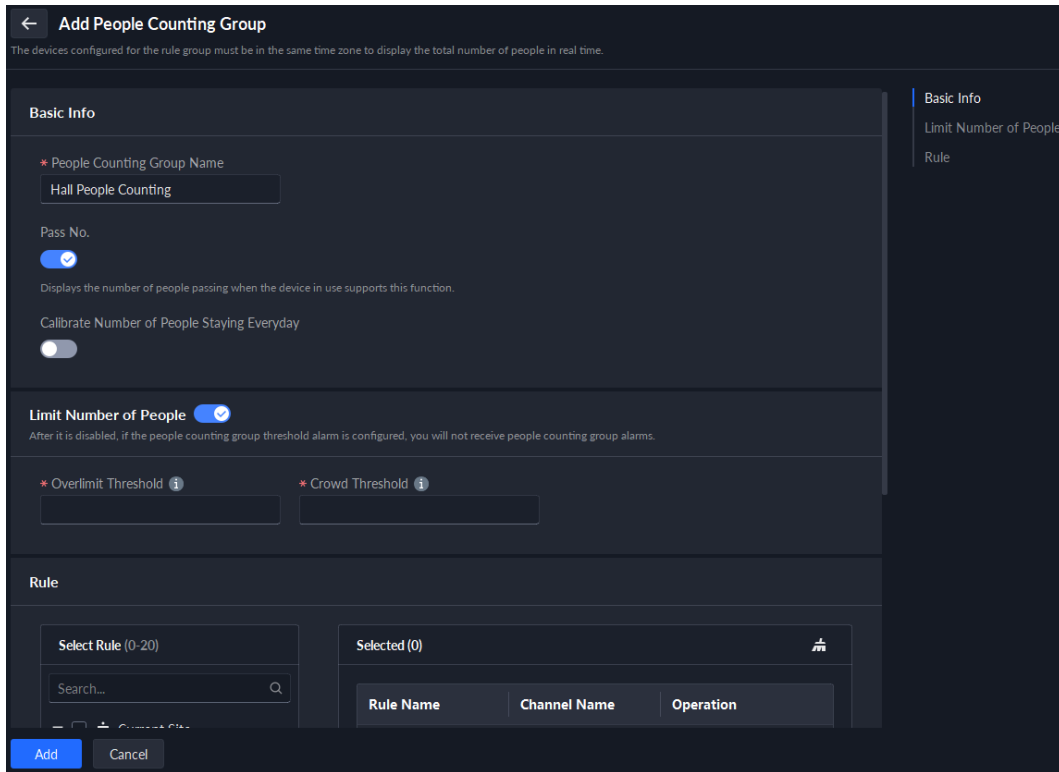 Add People Counting Group
The devices configured for the rule group must be in the same time zone to display the total number of people in real time.
Basic Info
* People Counting Group Name
Hall People Counting
Pass No.
Displays the number of people passing when the device in use supports this function.
Calibrate Number of People Staying Everyday
Limit Number of People
After it is disabled, if the people counting group threshold alarm is configured, you will not receive people counting group alarms.
* Overlimit Threshold
* Crowd Threshold
Rule
Select Rule (0-20)
Search...
Current Site
Selected (0)
Rule Name Channel Name Operation
Add Cancel
Basic Info
Limit Number of People
Rule